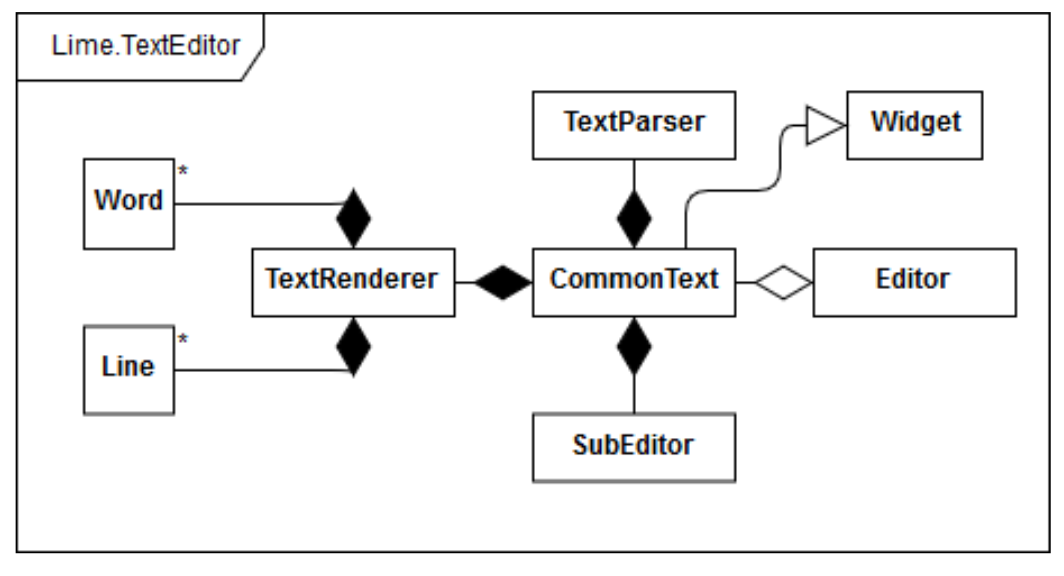 Lime.TextEditor
TextParser
Widget
*
Word
TextRenderer
CommonText
Editor
*
Line
SubEditor